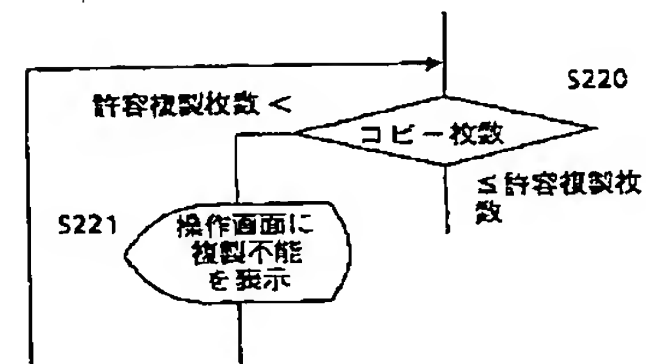 S220
許容複製枚数 <
コピー枚数
≤ 許容複製枚
数
S221
操作画面に
複製不能
を表示